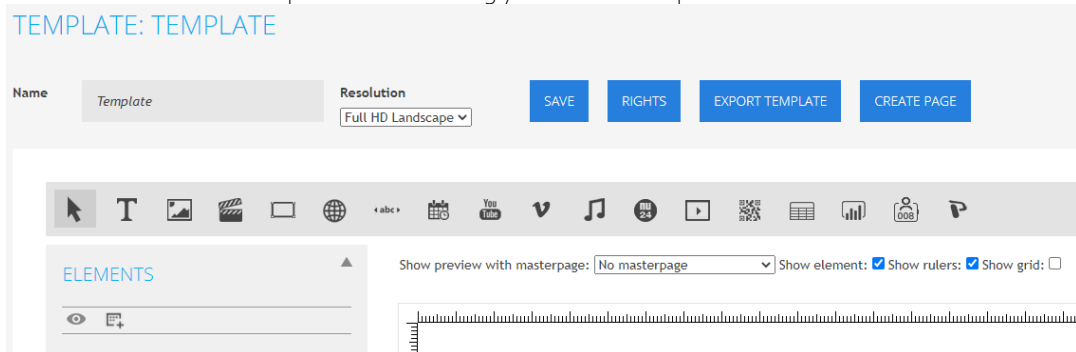 TEMPLATE: TEMPLATE
Name
Template
Resolution
Full HD Landscape
SAVE
RIGHTS
EXPORT TEMPLATE
CREATE PAGE
T
abc
You
Tube
nu
24
008
ELEMENTS
Show preview with masterpage: No masterpage Show element: Show rulers: Show grid: